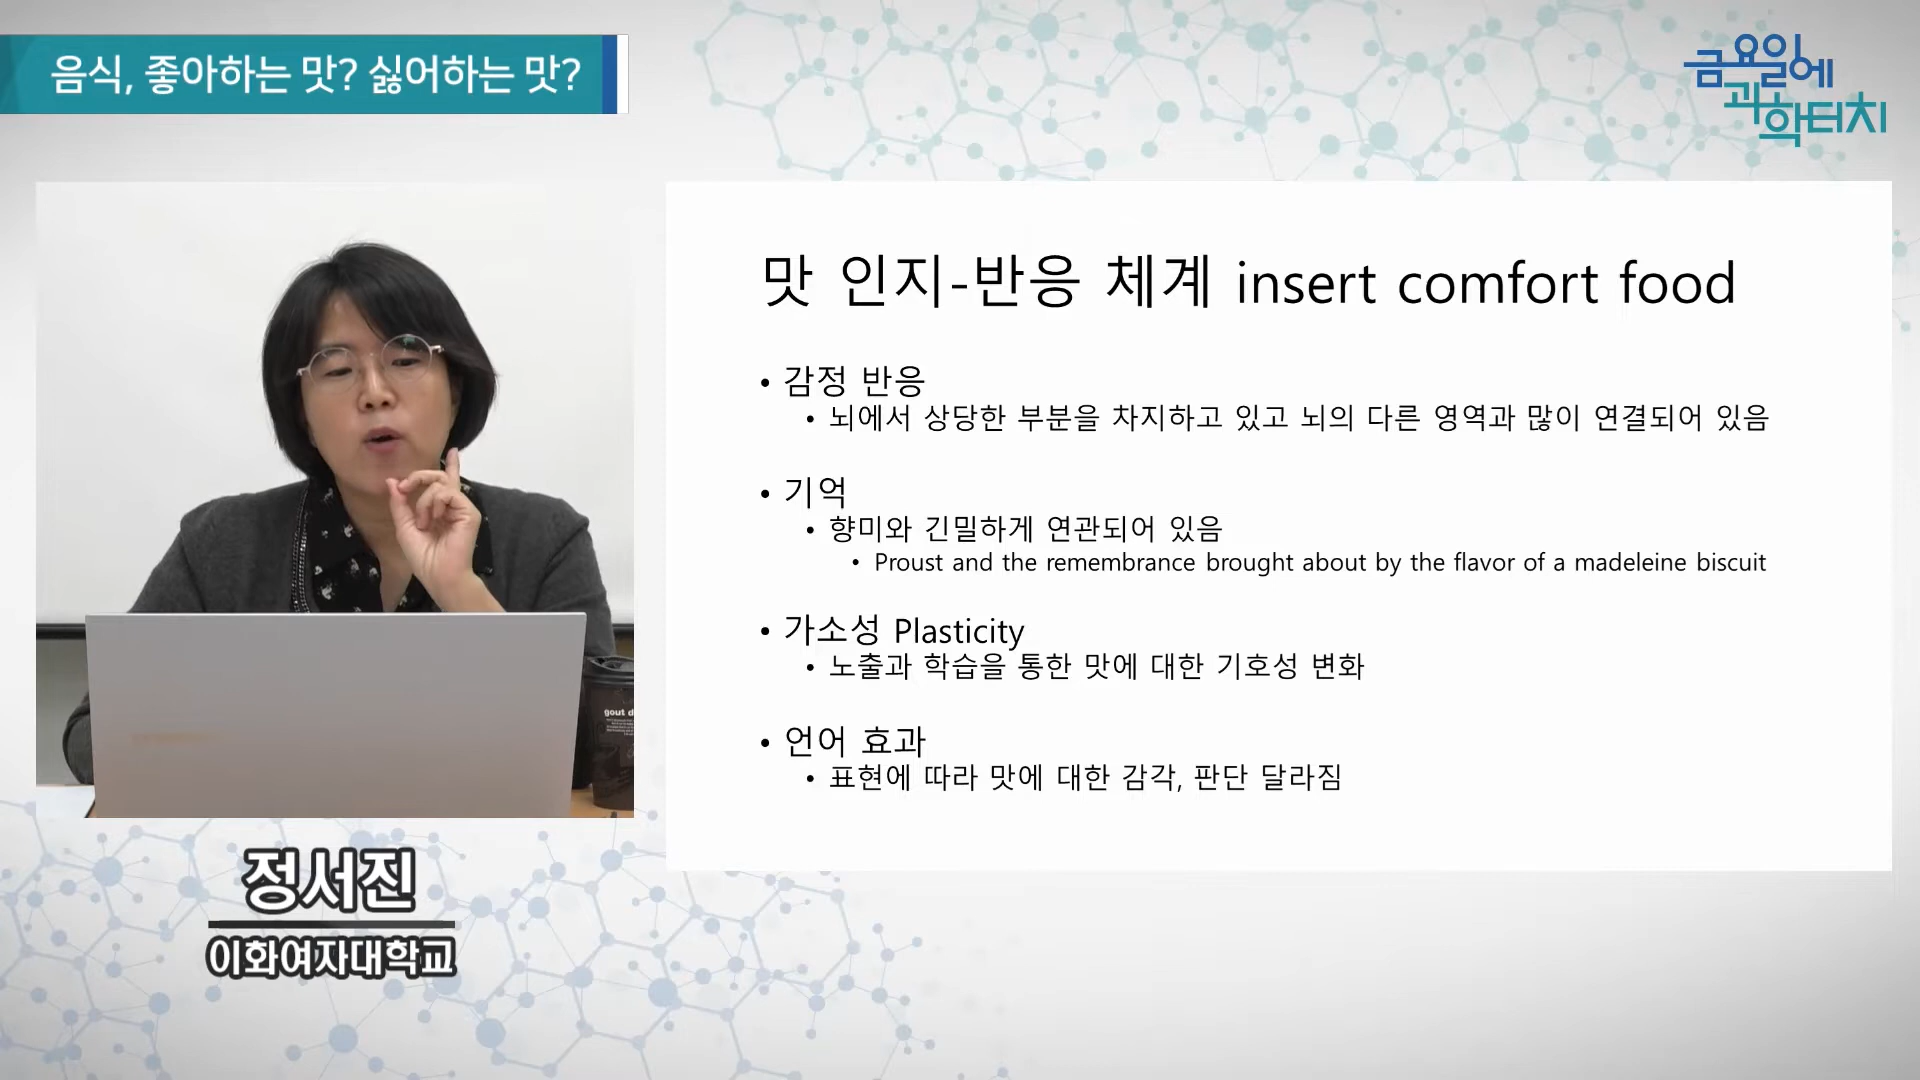 음식, 좋아하는 맛? 싫어하는 맛?
금요일에
과학터치
맛 인지-반응 체계 insert comfort food
• 감정 반응
• 뇌에서 상당한 부분을 차지하고 있고 뇌의 다른 영역과 많이 연결되어 있음
• 기억
• 향미와 긴밀하게 연관되어 있음
• Proust and the remembrance brought about by the flavor of a madeleine biscuit
• 가소성 Plasticity
• 노출과 학습을 통한 맛에 대한 기호성 변화
• 언어 효과
• 표현에 따라 맛에 대한 감각, 판단 달라짐
gout d
정서진
이화여자대학교